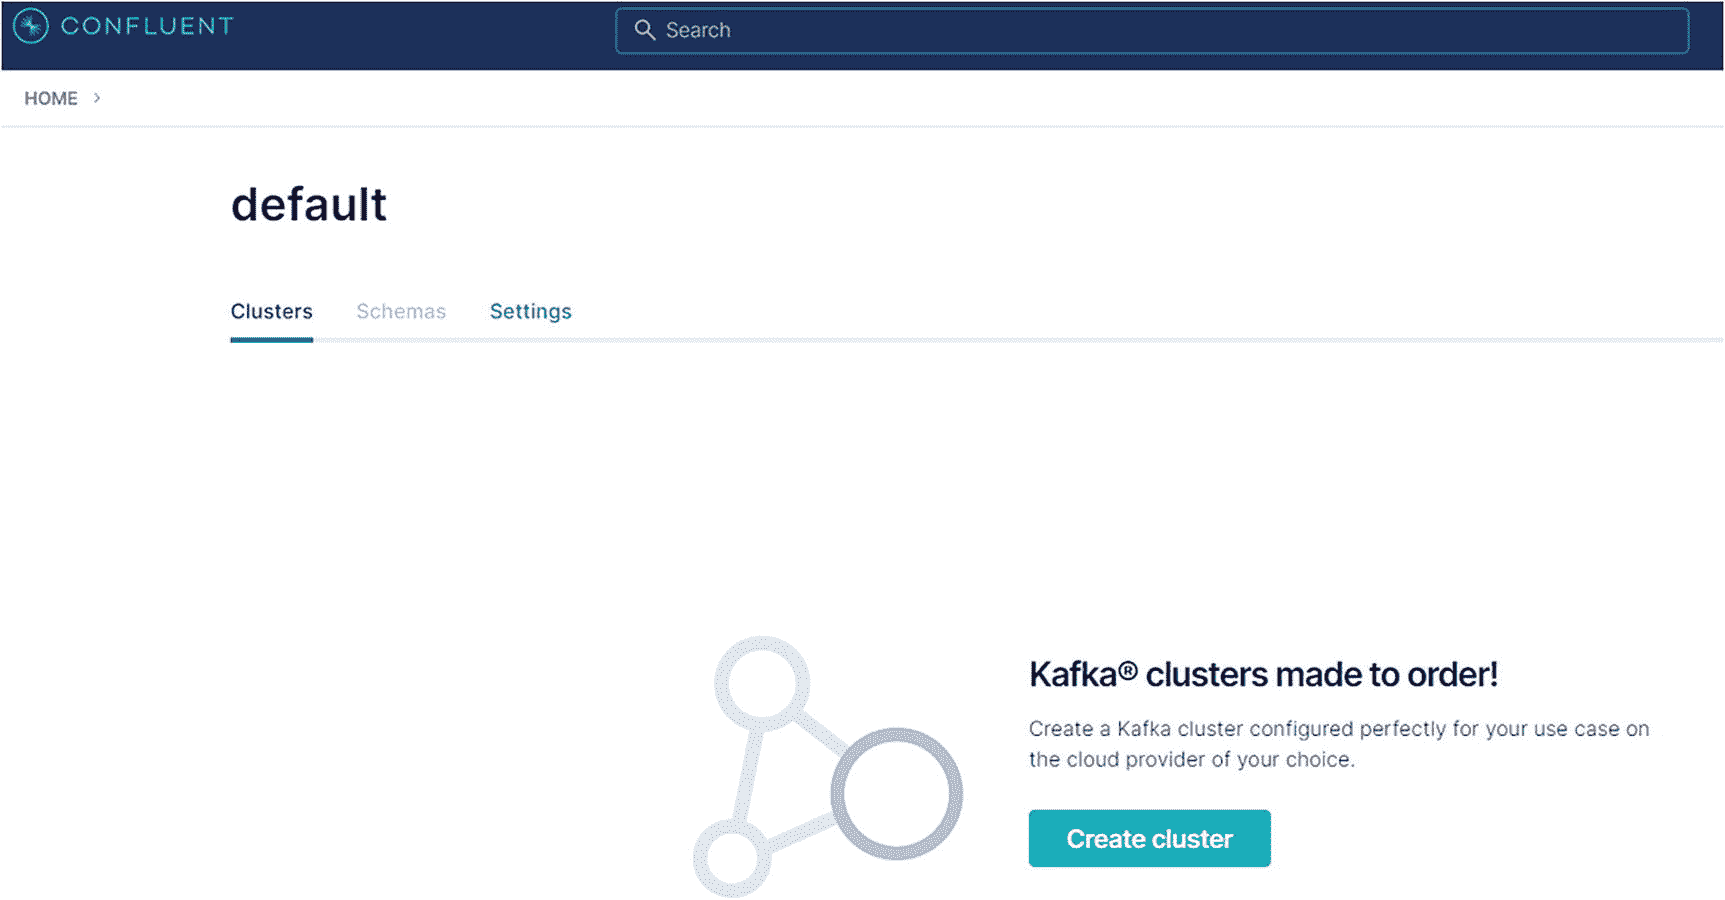 CONFLUENT
Search
HOME >
default
Clusters Schemas Settings
Kafka® clusters made to order!
Create a Kafka cluster configured perfectly for your use case on
the cloud provider of your choice.
Create cluster